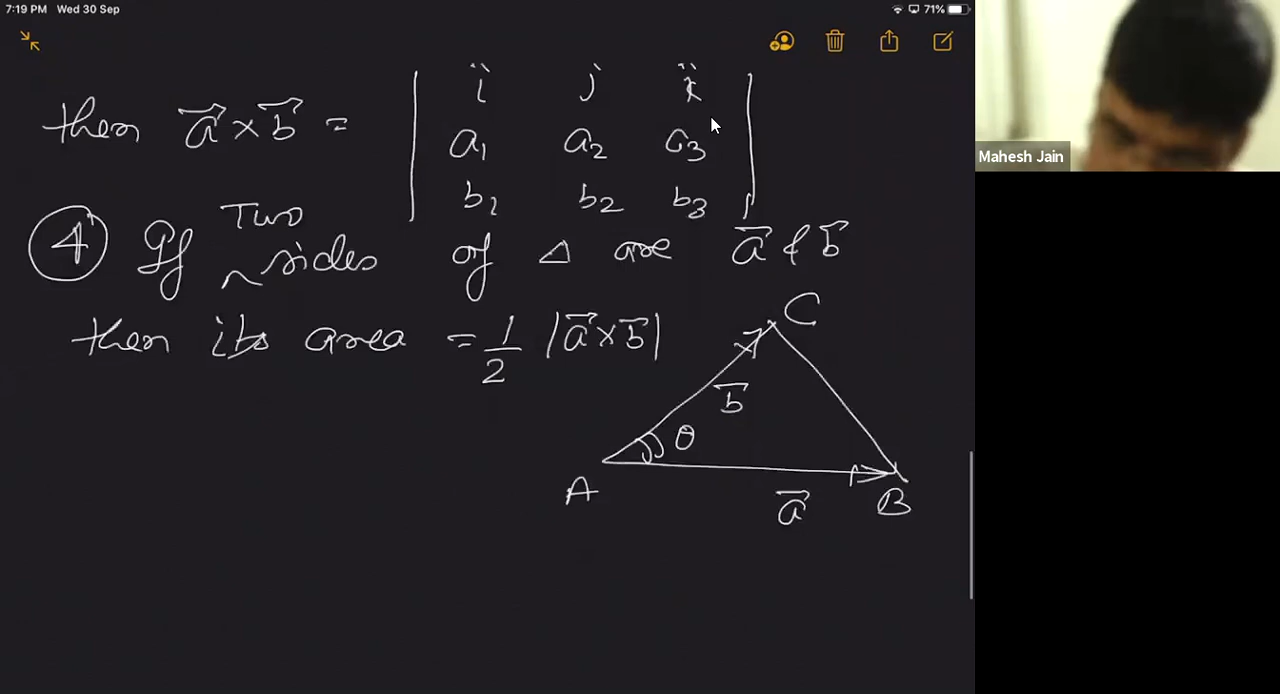 7:19 PM Wed 30 Sep 71%
Mahesh Jain
then a⃗ × b⃗ = | î ĵ k̂ |
| a₁ a₂ a₃ |
| b₁ b₂ b₃ |
④ If Two sides of △ are a⃗ & b⃗
then its area = 1/2 |a⃗ × b⃗|
C
b⃗
θ
A
a⃗
B